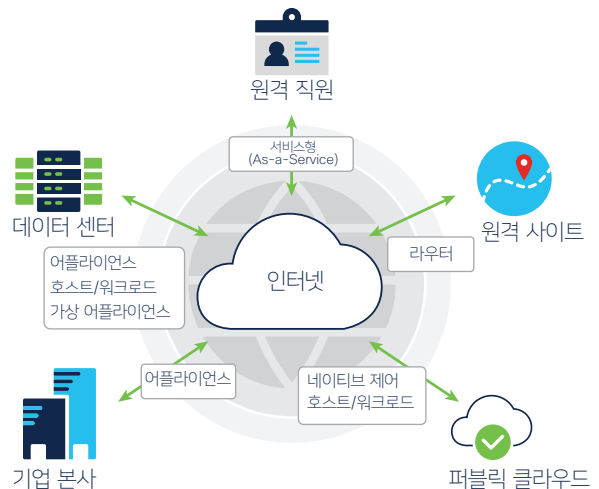 원격 직원
서비스형
(As-a-Service)
데이터 센터
어플라이언스
호스트/워크로드
가상 어플라이언스
원격 사이트
라우터
인터넷
어플라이언스
기업 본사
네이티브 제어
호스트/워크로드
퍼블릭 클라우드